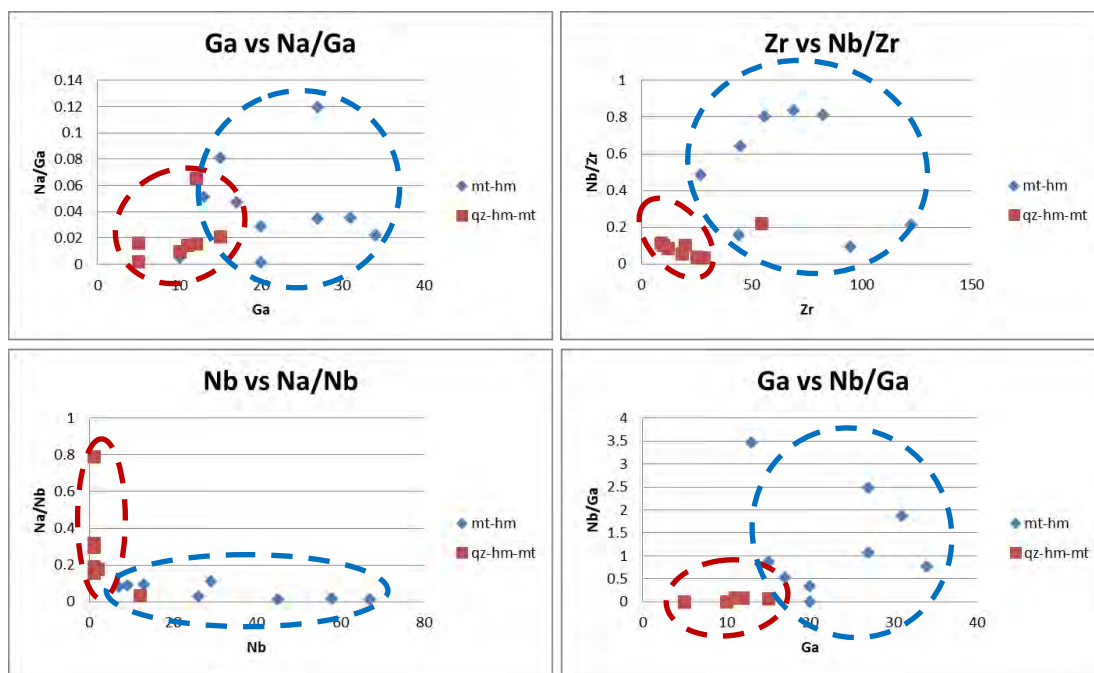 Ga vs Na/Ga
0.14
0.12
0.1
0.08
0.06
0.04
0.02
0
Na/Ga
0
10
20
30
40
Ga
mt-hm
qz-hm-mt
Zr vs Nb/Zr
1
0.8
0.6
0.4
0.2
0
Nb/Zr
0
50
100
150
Zr
mt-hm
qz-hm-mt
Nb vs Na/Nb
1
0.8
0.6
0.4
0.2
0
Na/Nb
0
20
40
60
80
Nb
mt-hm
qz-hm-mt
Ga vs Nb/Ga
4
3.5
3
2.5
2
1.5
1
0.5
0
Nb/Ga
0
10
20
30
40
Ga
mt-hm
qz-hm-mt